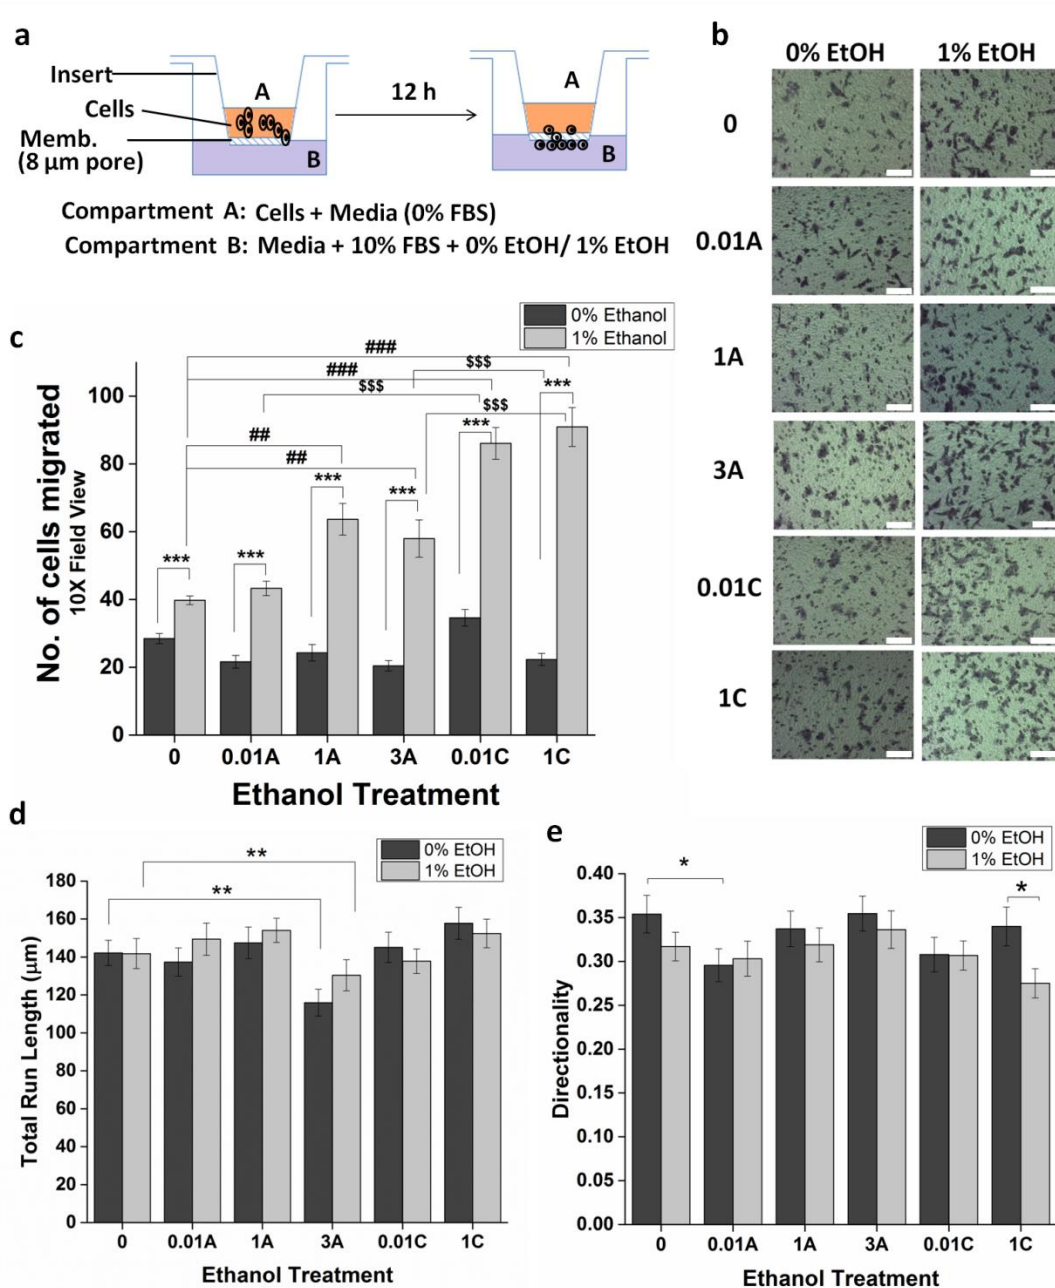 a
Insert
Cells
Memb.
(8 µm pore)
A
B
12 h
A
B
Compartment A: Cells + Media (0% FBS)
Compartment B: Media + 10% FBS + 0% EtOH/ 1% EtOH
b
0% EtOH 1% EtOH
0
0.01A
1A
3A
0.01C
1C
c
0% Ethanol
1% Ethanol
###
$$$
###
$$$
***
$$$
***
##
##
***
***
***
***
No. of cells migrated
10X Field View
100
80
60
40
20
0
0 0.01A 1A 3A 0.01C 1C
Ethanol Treatment
d
0% EtOH
1% EtOH
**
**
Total Run Length (µm)
180
160
140
120
100
80
60
40
20
0
0 0.01A 1A 3A 0.01C 1C
Ethanol Treatment
e
0% EtOH
1% EtOH
*
*
Directionality
0.40
0.35
0.30
0.25
0.20
0.15
0.10
0.05
0.00
0 0.01A 1A 3A 0.01C 1C
Ethanol Treatment